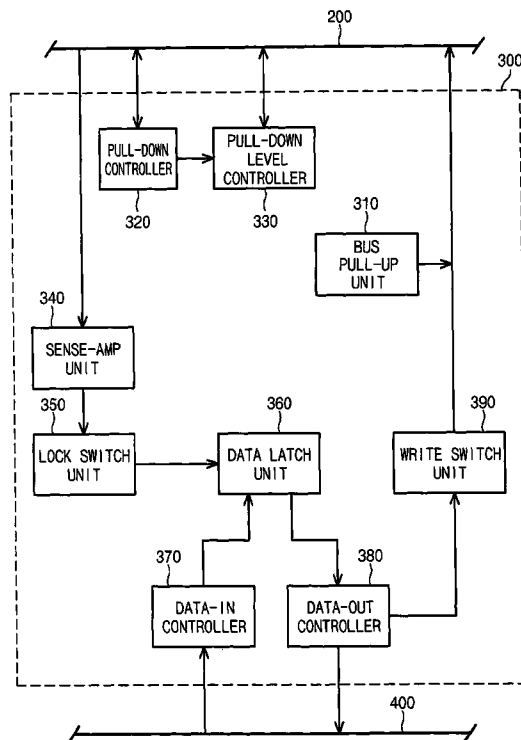 200
300
PULL-DOWN
CONTROLLER
320
PULL-DOWN
LEVEL
CONTROLLER
330
310
BUS
PULL-UP
UNIT
340
SENSE-AMP
UNIT
350
LOCK SWITCH
UNIT
360
DATA LATCH
UNIT
390
WRITE SWITCH
UNIT
370
DATA-IN
CONTROLLER
380
DATA-OUT
CONTROLLER
400